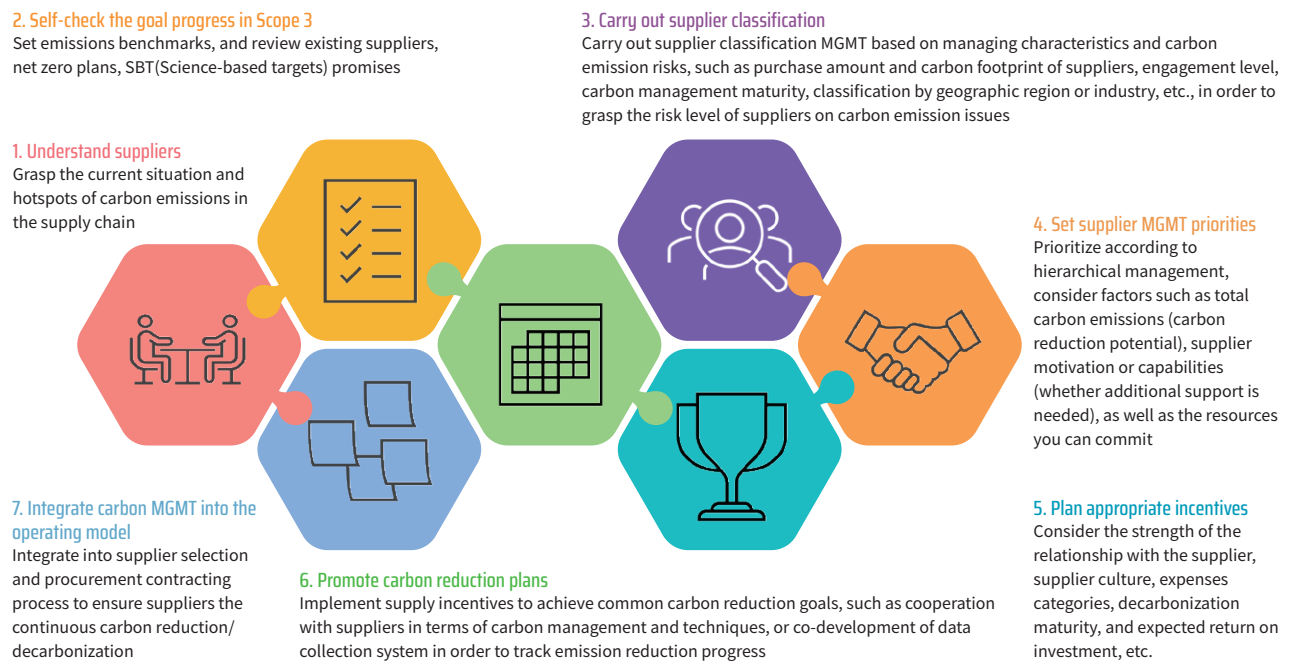 2. Self-check the goal progress in Scope 3
Set emissions benchmarks, and review existing suppliers,
net zero plans, SBT(Science-based targets) promises
3. Carry out supplier classification
Carry out supplier classification MGMT based on managing characteristics and carbon
emission risks, such as purchase amount and carbon footprint of suppliers, engagement level,
carbon management maturity, classification by geographic region or industry, etc., in order to
grasp the risk level of suppliers on carbon emission issues
1. Understand suppliers
Grasp the current situation and
hotspots of carbon emissions in
the supply chain
4. Set supplier MGMT priorities
Prioritize according to
hierarchical management,
consider factors such as total
carbon emissions (carbon
reduction potential), supplier
motivation or capabilities
(whether additional support is
needed), as well as the resources
you can commit
7. Integrate carbon MGMT into the
operating model
Integrate into supplier selection
and procurement contracting
process to ensure suppliers the
continuous carbon reduction/
decarbonization
6. Promote carbon reduction plans
Implement supply incentives to achieve common carbon reduction goals, such as cooperation
with suppliers in terms of carbon management and techniques, or co-development of data
collection system in order to track emission reduction progress
5. Plan appropriate incentives
Consider the strength of the
relationship with the supplier,
supplier culture, expenses
categories, decarbonization
maturity, and expected return on
investment, etc.